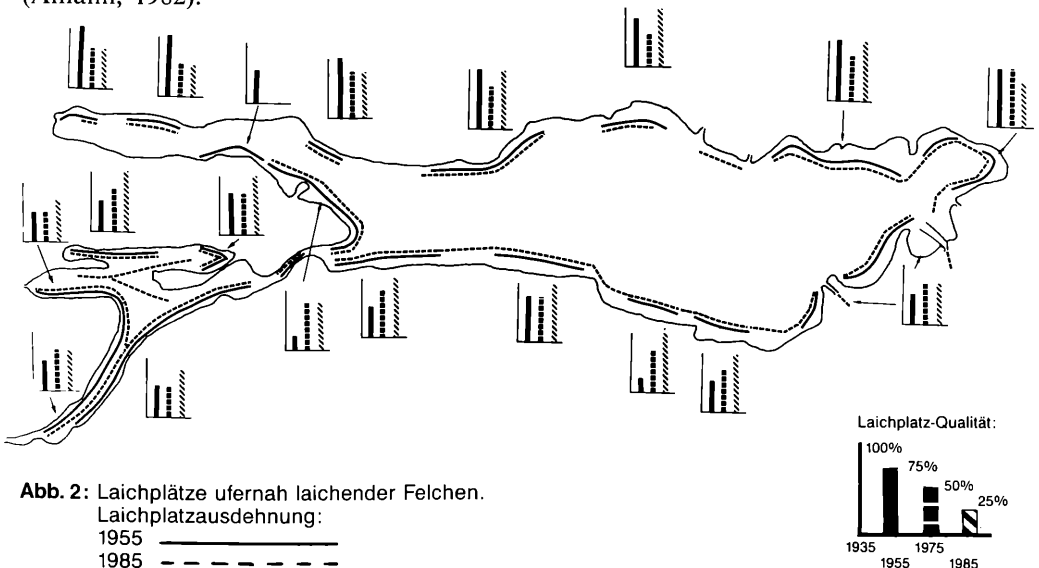 (Amann, 1982).
Laichplatz-Qualität:
100%
75%
50%
25%
1935
1955
1975
1985
Abb. 2: Laichplätze ufernah laichender Felchen.
Laichplatzausdehnung:
1955
1985